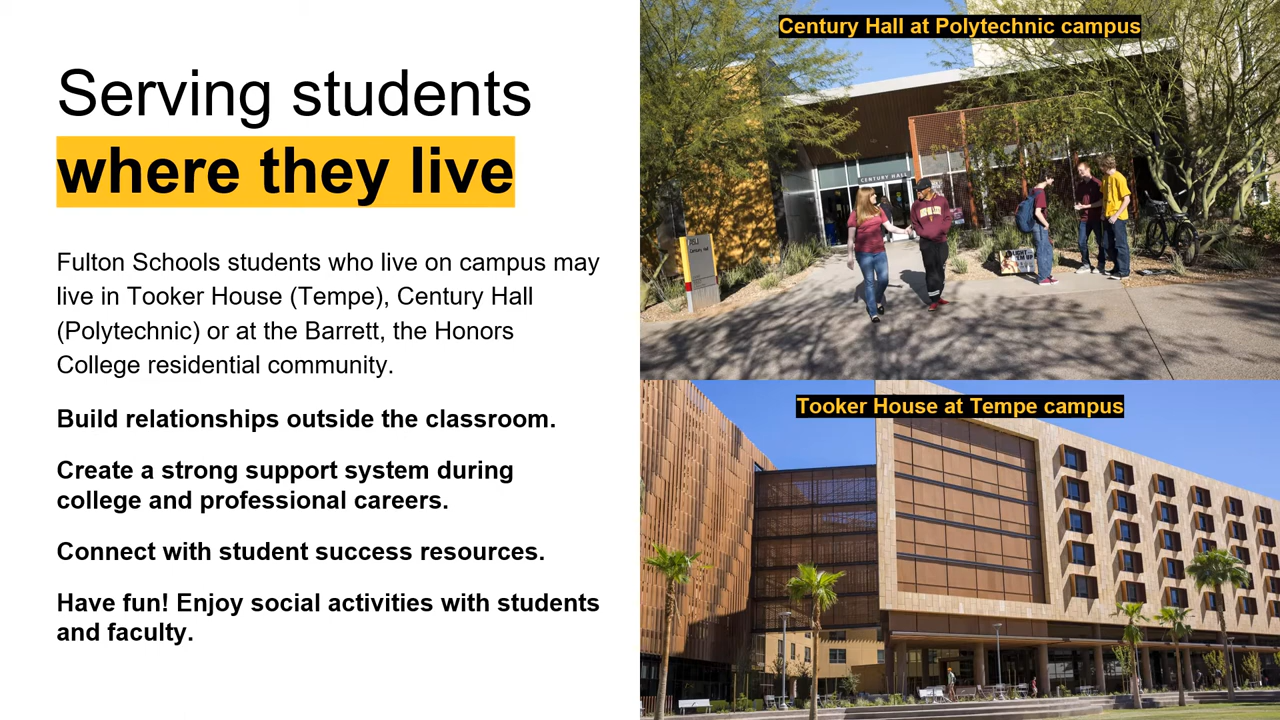 Serving students
where they live
Fulton Schools students who live on campus may
live in Tooker House (Tempe), Century Hall
(Polytechnic) or at the Barrett, the Honors
College residential community.
Build relationships outside the classroom.
Create a strong support system during
college and professional careers.
Connect with student success resources.
Have fun! Enjoy social activities with students
and faculty.
Century Hall at Polytechnic campus
CENTURY HALL
ASU
Century Hall
Tooker House at Tempe campus